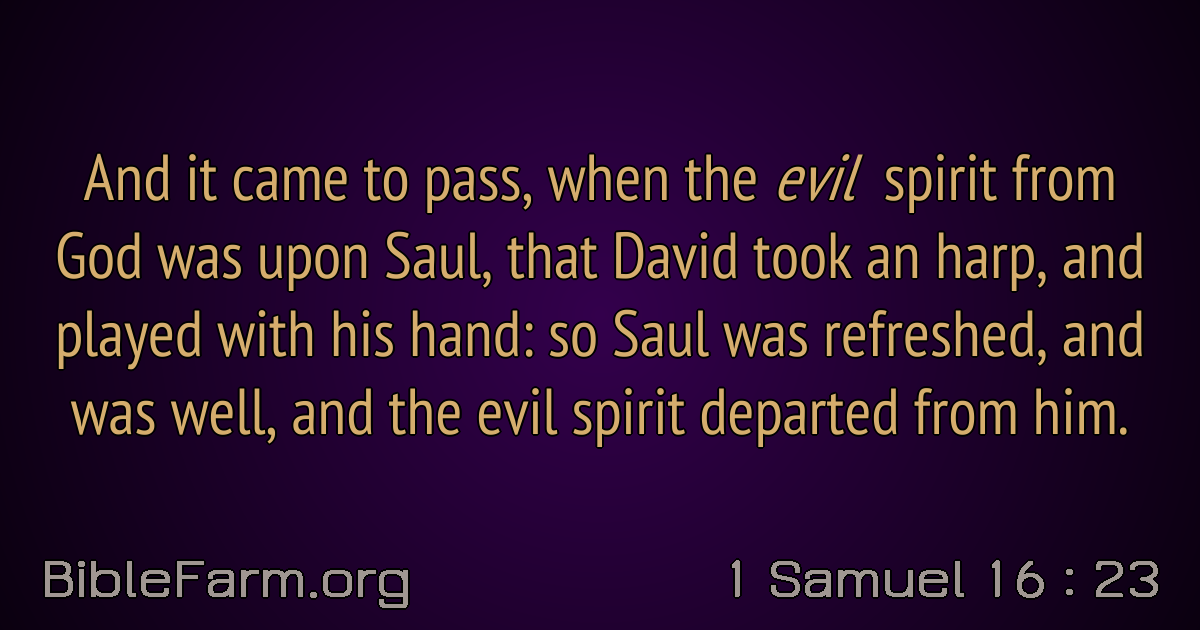 And it came to pass, when the evil spirit from
God was upon Saul, that David took an harp, and
played with his hand: so Saul was refreshed, and
was well, and the evil spirit departed from him.
BibleFarm.org
1 Samuel 16 : 23